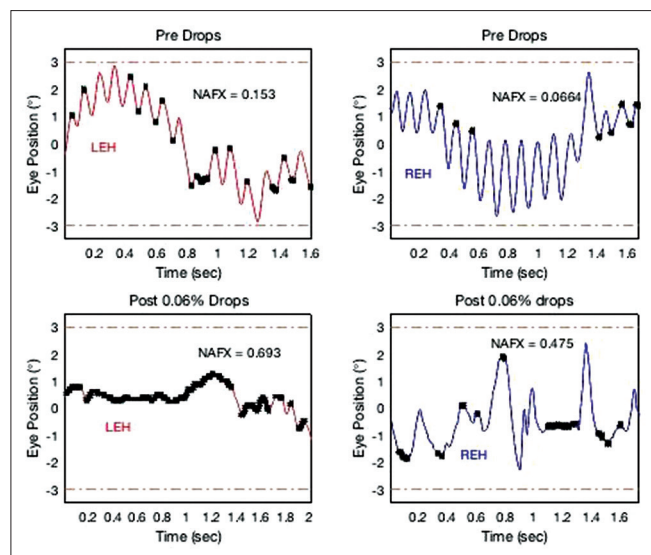 Pre Drops
Eye Position (°)
3
2
1
0
-1
-2
-3
NAFX = 0.153
LEH
0.2 0.4 0.6 0.8 1 1.2 1.4 1.6
Time (sec)
Pre Drops
Eye Position (°)
3
2
1
0
-1
-2
-3
NAFX = 0.0664
REH
0.2 0.4 0.6 0.8 1 1.2 1.4 1.6
Time (sec)
Post 0.06% Drops
Eye Position (°)
3
2
1
0
-1
-2
-3
NAFX = 0.693
LEH
0.2 0.4 0.6 0.8 1 1.2 1.4 1.6 1.8 2
Time (sec)
Post 0.06% drops
Eye Position (°)
3
2
1
0
-1
-2
-3
NAFX = 0.475
REH
0.2 0.4 0.6 0.8 1 1.2 1.4 1.6
Time (sec)